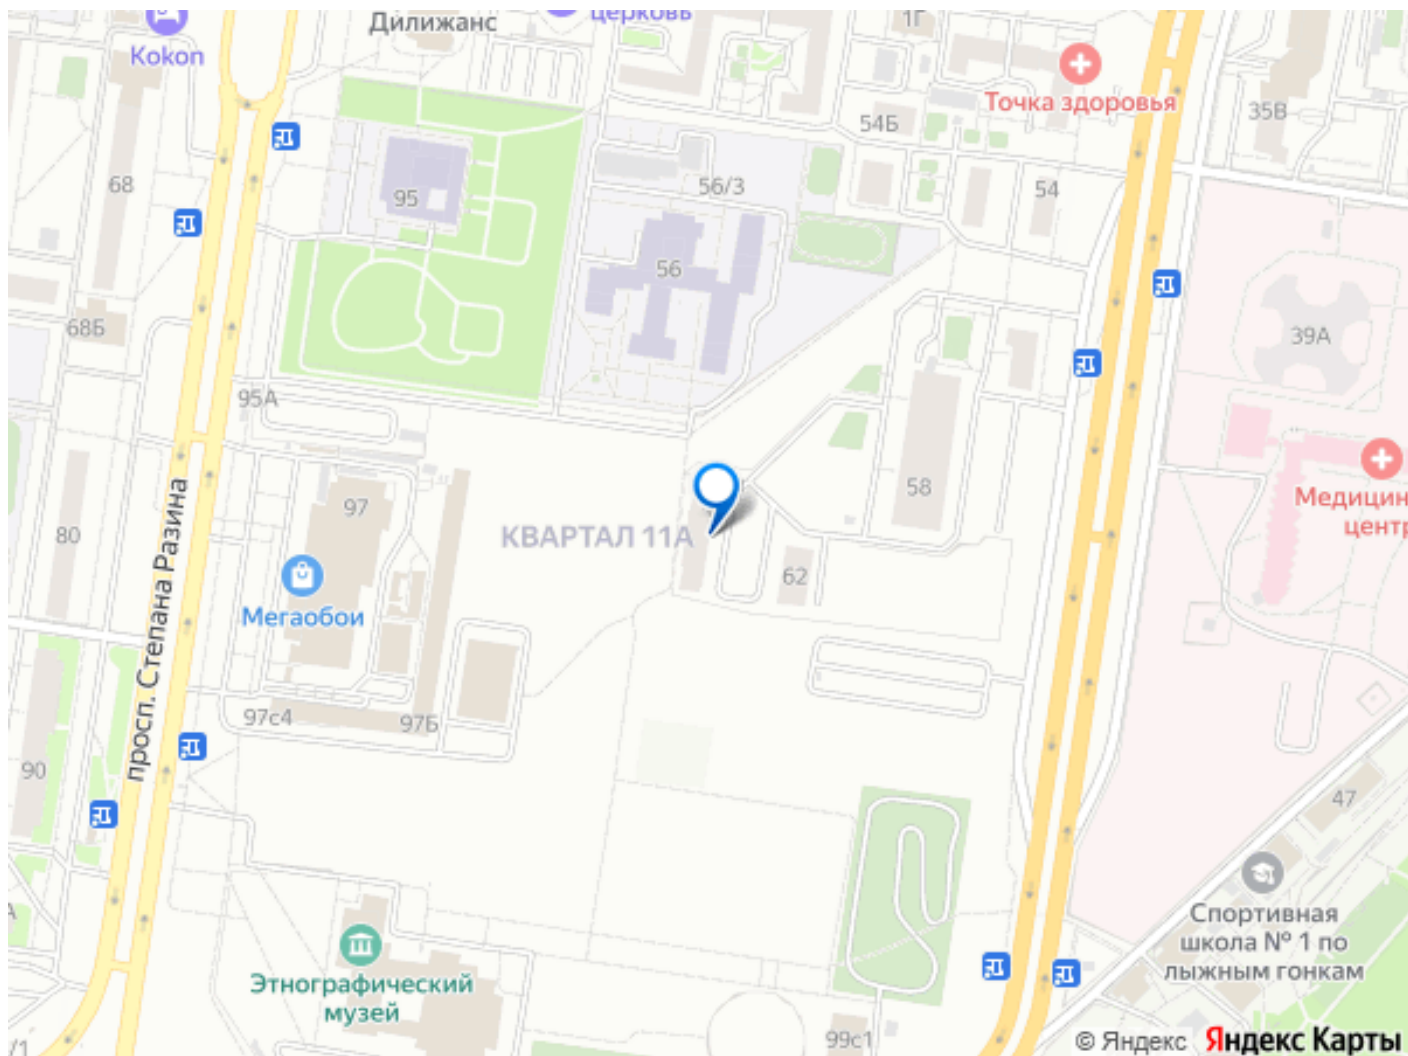 Дилижанс
церковь
1Г
Kokon
Точка здоровья
35В
54Б
68
95
56/3
54
56
68Б
39А
95А
58
97
80
КВАРТАЛ 11А
Медицин
центр
просп. Степана Разина
62
Мегаобои
97с4
97Б
90
47
Спортивная
школа № 1 по
лыжным гонкам
Этнографический
музей
99с1
/1
© Яндекс Яндекс Карты